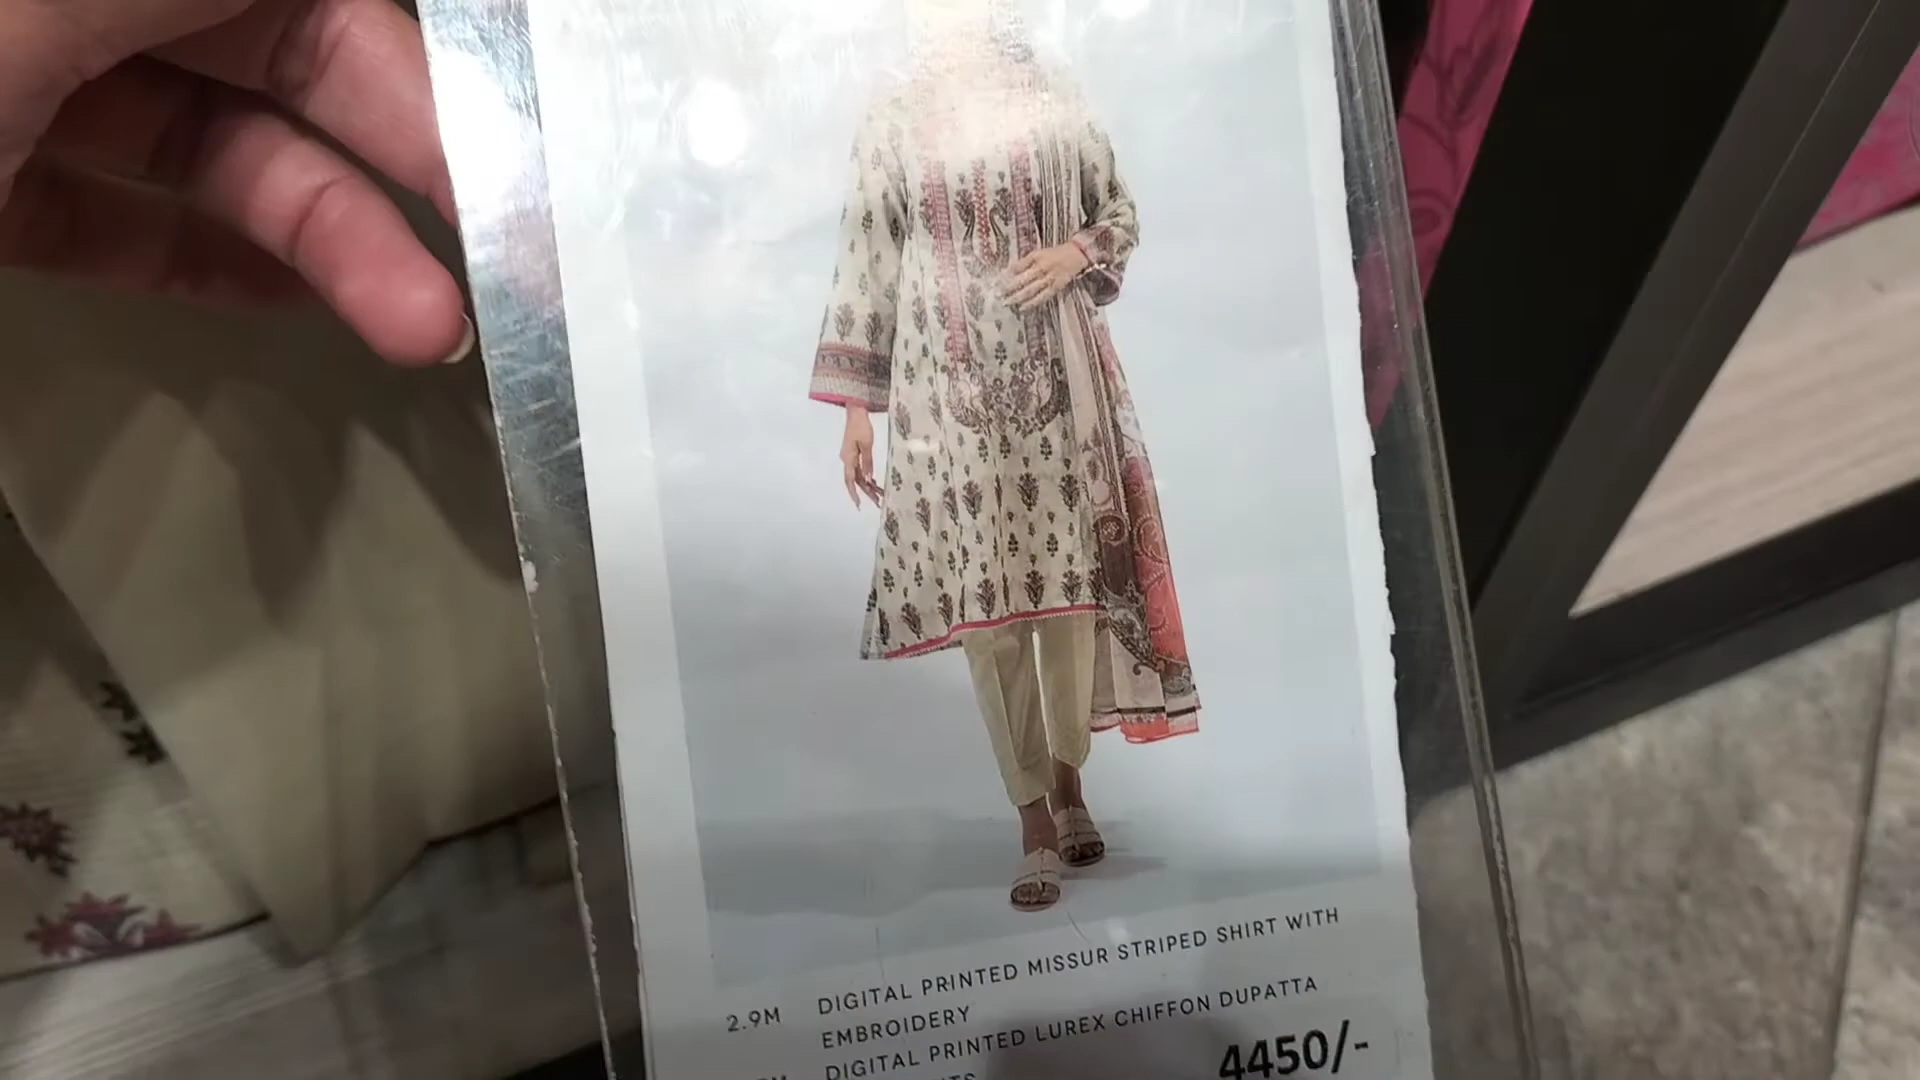 2.9M DIGITAL PRINTED MISSUR STRIPED SHIRT WITH
EMBROIDERY
DIGITAL PRINTED LUREX CHIFFON DUPATTA
4450/-